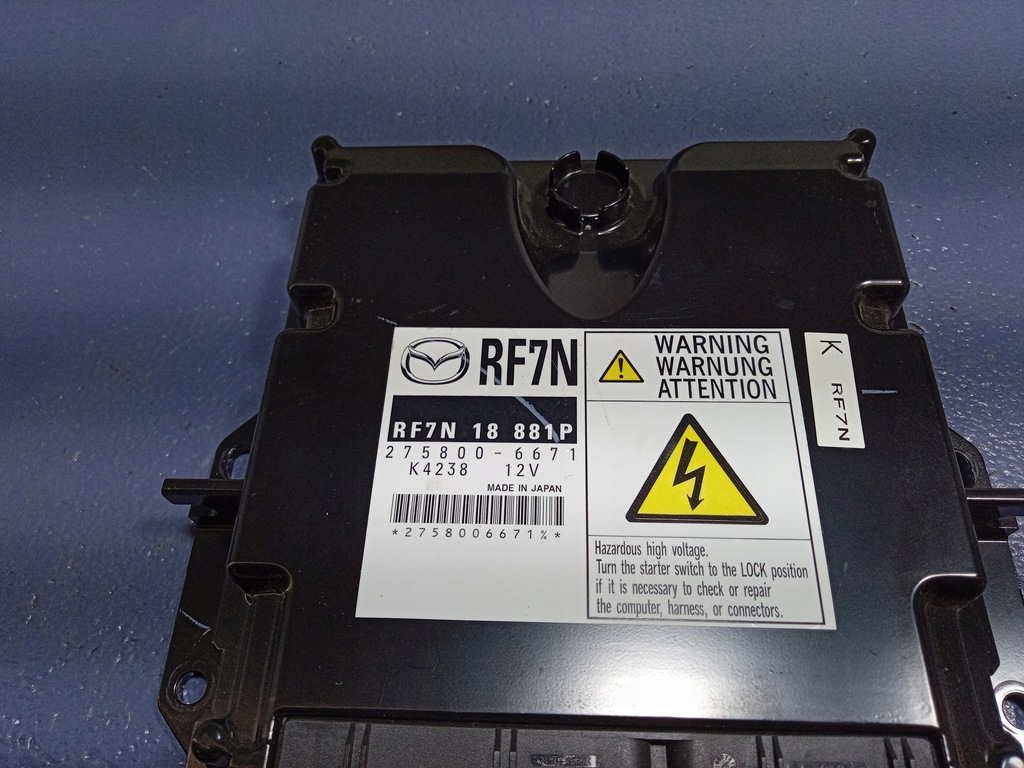 RF7N
RF7N 18 881P
275800-6671
K4238 12V
MADE IN JAPAN
*2758006671%*
WARNING
WARNUNG
ATTENTION
Hazardous high voltage.
Turn the starter switch to the LOCK position
if it is necessary to check or repair
the computer, harness, or connectors.
K RF7N